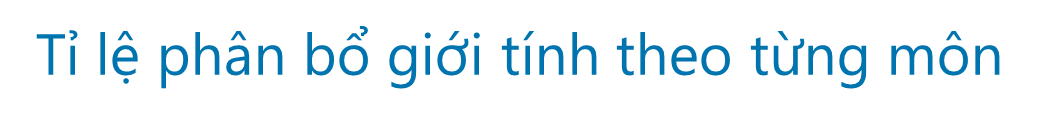 Tỉ lệ phân bổ giới tính theo từng môn